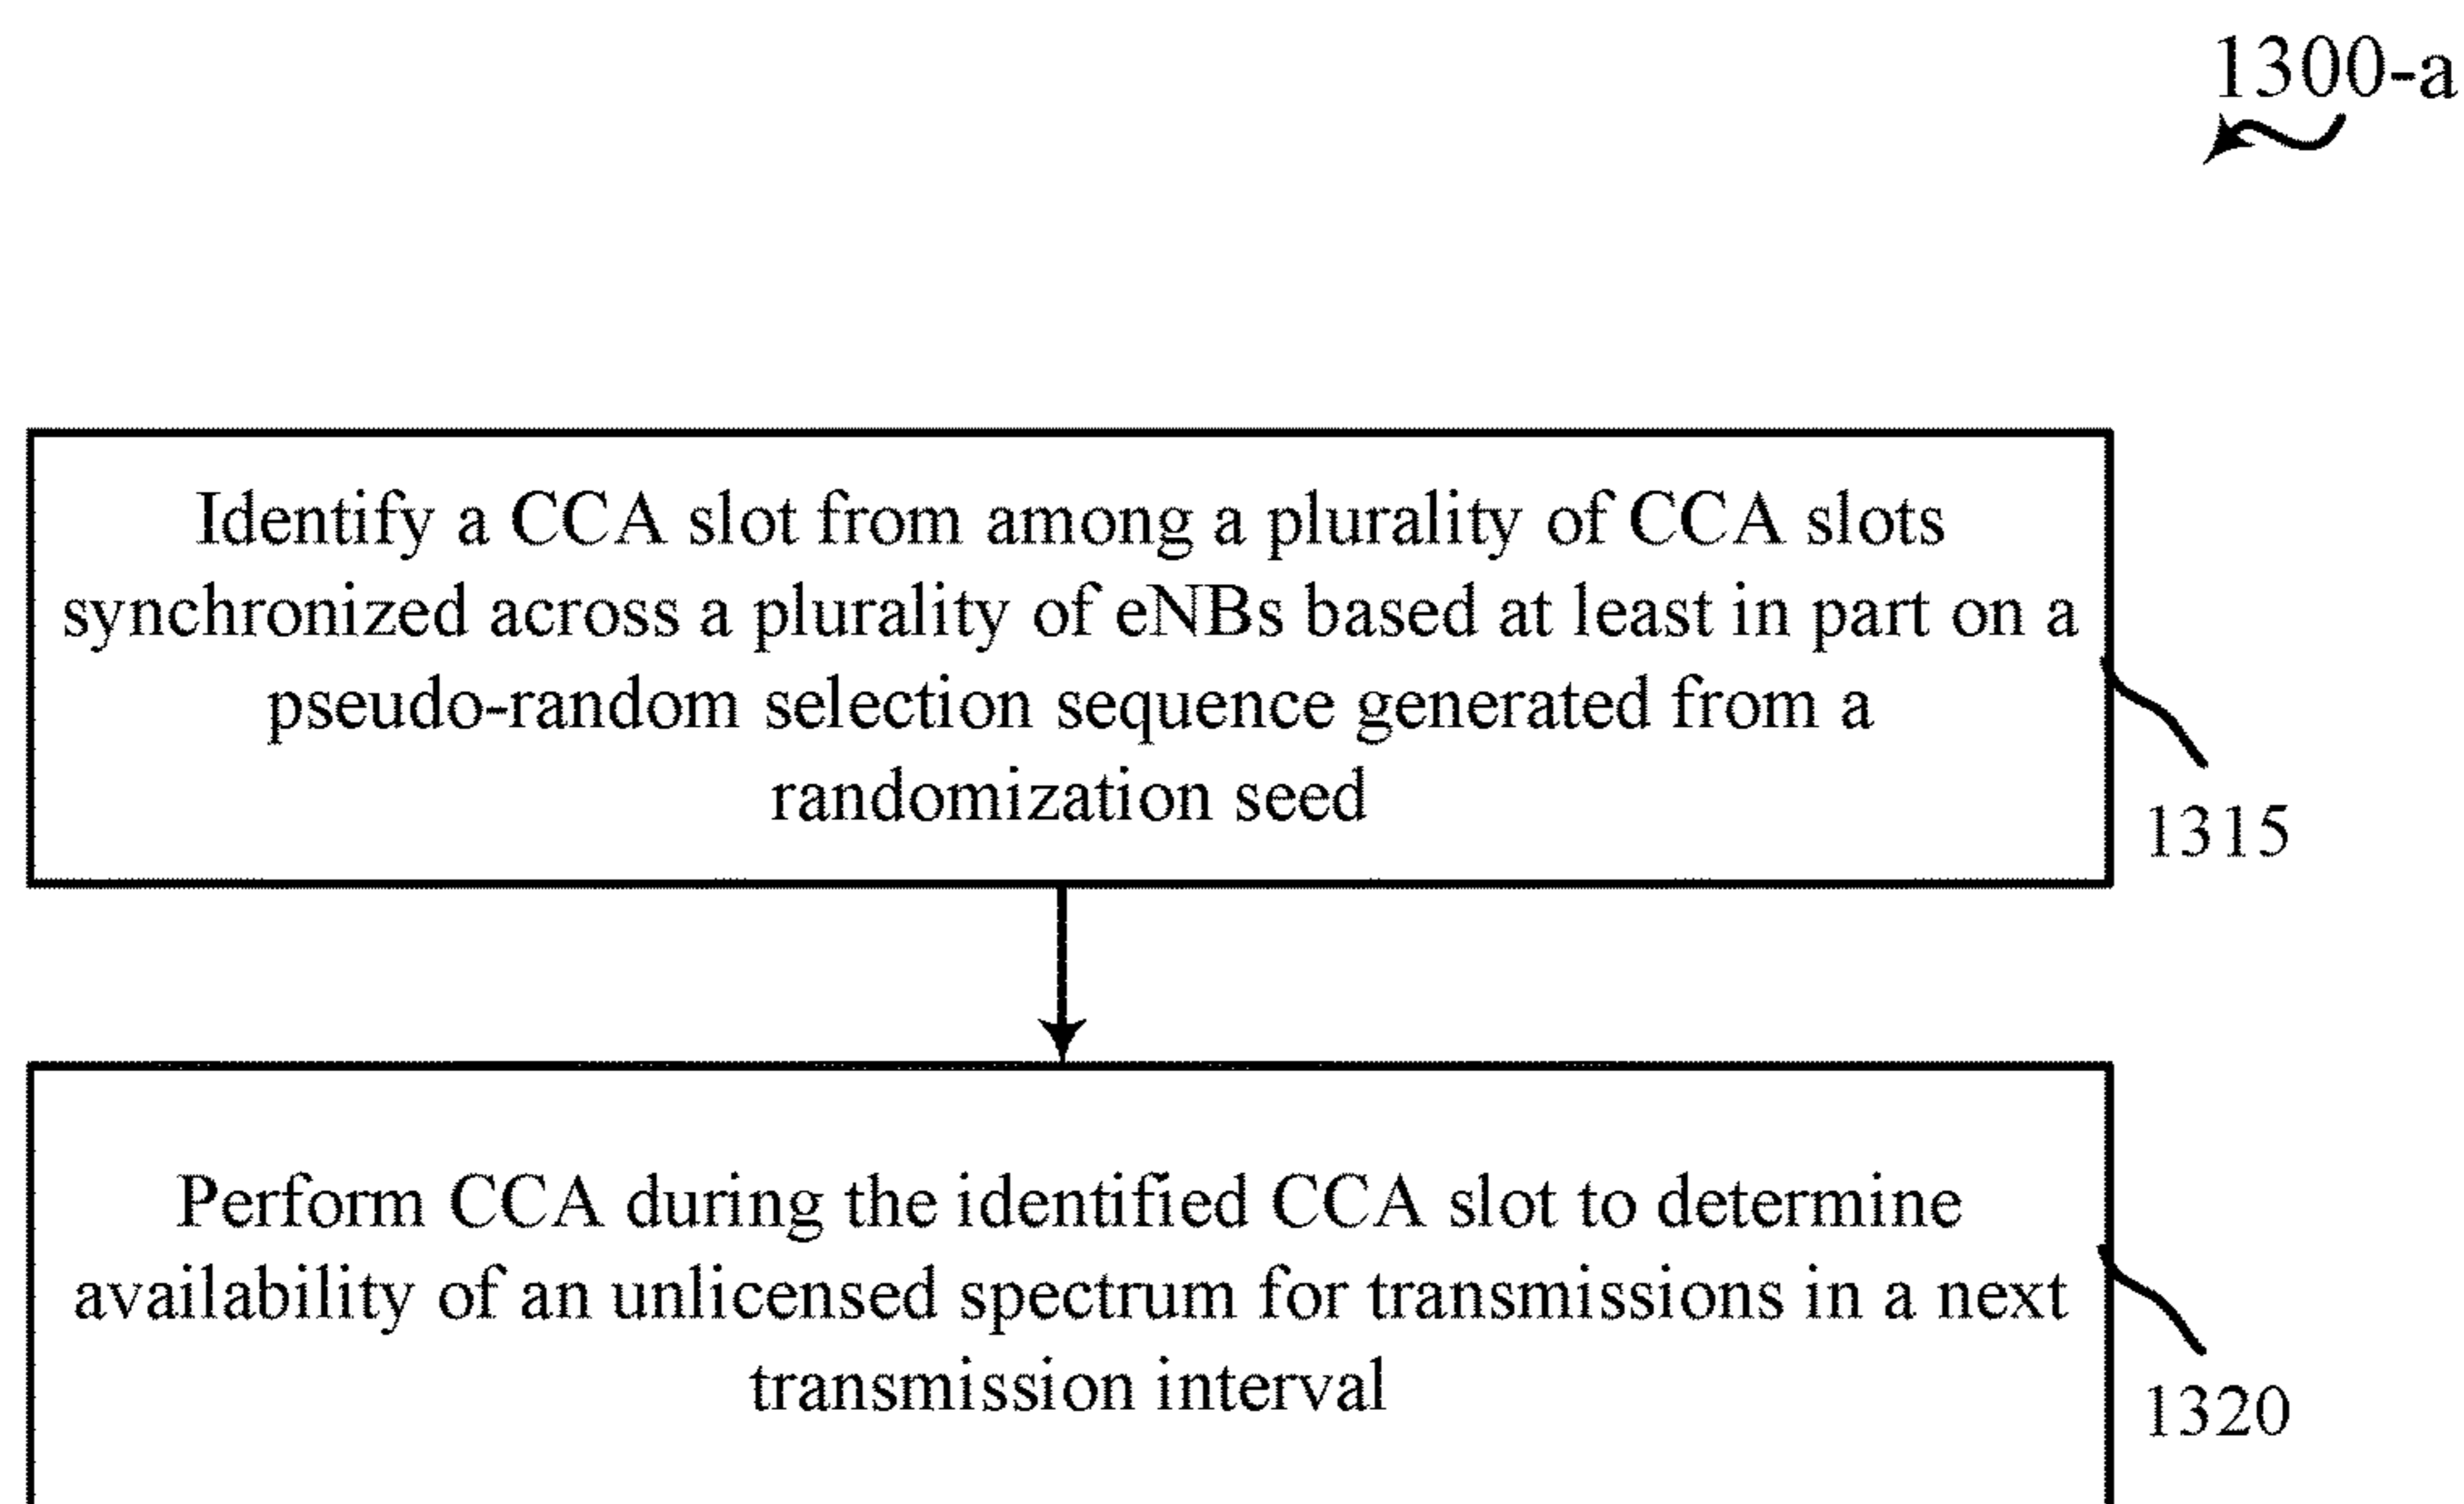 1300-a
Identify a CCA slot from among a plurality of CCA slots
synchronized across a plurality of eNBs based at least in part on a
pseudo-random selection sequence generated from a
randomization seed
1315
Perform CCA during the identified CCA slot to determine
availability of an unlicensed spectrum for transmissions in a next
transmission interval
1320